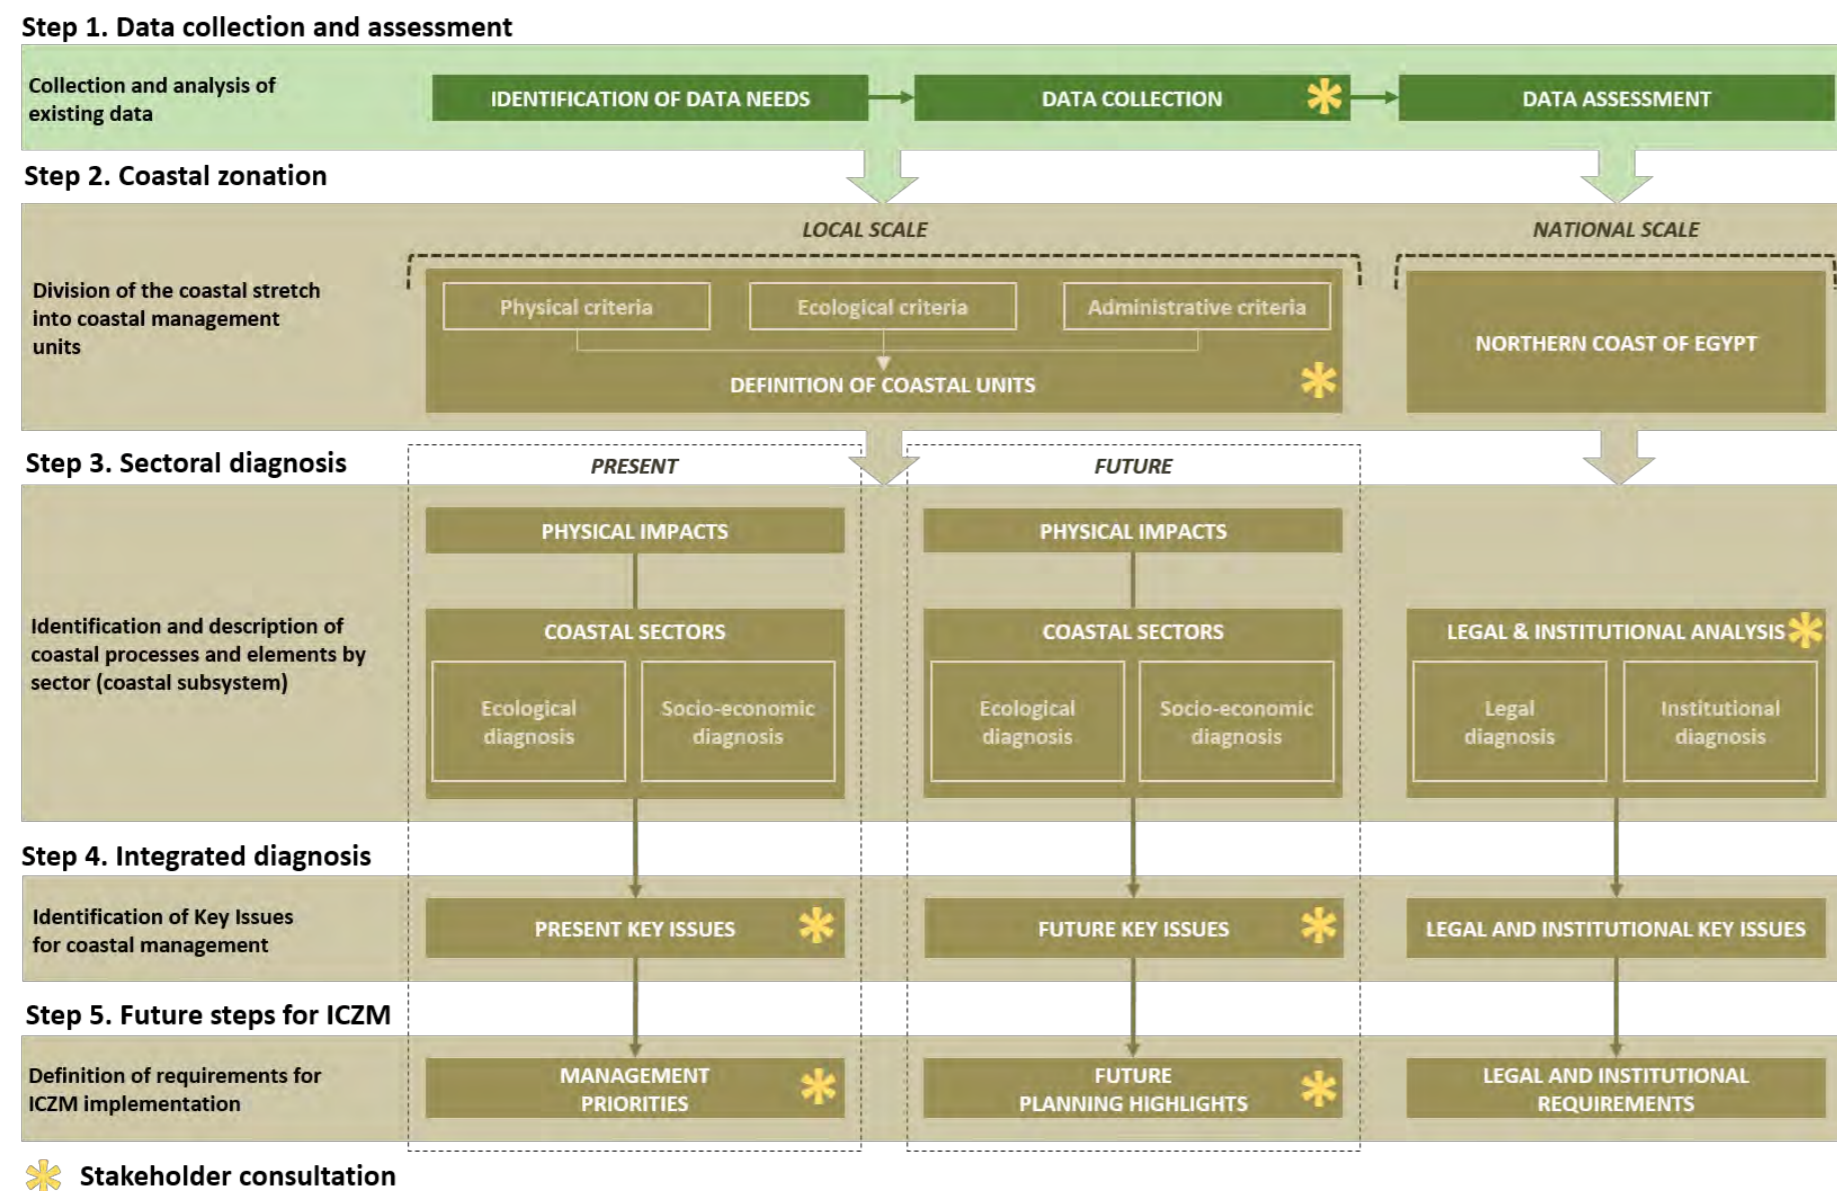 Step 1. Data collection and assessment
Collection and analysis of
existing data
IDENTIFICATION OF DATA NEEDS
DATA COLLECTION
DATA ASSESSMENT
Step 2. Coastal zonation
LOCAL SCALE
NATIONAL SCALE
Division of the coastal stretch
into coastal management
units
Physical criteria
Ecological criteria
Administrative criteria
DEFINITION OF COASTAL UNITS
NORTHERN COAST OF EGYPT
Step 3. Sectoral diagnosis
PRESENT
FUTURE
PHYSICAL IMPACTS
PHYSICAL IMPACTS
Identification and description of
coastal processes and elements by
sector (coastal subsystem)
COASTAL SECTORS
Ecological
diagnosis
Socio-economic
diagnosis
COASTAL SECTORS
Ecological
diagnosis
Socio-economic
diagnosis
LEGAL & INSTITUTIONAL ANALYSIS
Legal
diagnosis
Institutional
diagnosis
Step 4. Integrated diagnosis
Identification of Key Issues
for coastal management
PRESENT KEY ISSUES
FUTURE KEY ISSUES
LEGAL AND INSTITUTIONAL KEY ISSUES
Step 5. Future steps for ICZM
Definition of requirements for
ICZM implementation
MANAGEMENT
PRIORITIES
FUTURE
PLANNING HIGHLIGHTS
LEGAL AND INSTITUTIONAL
REQUIREMENTS
Stakeholder consultation